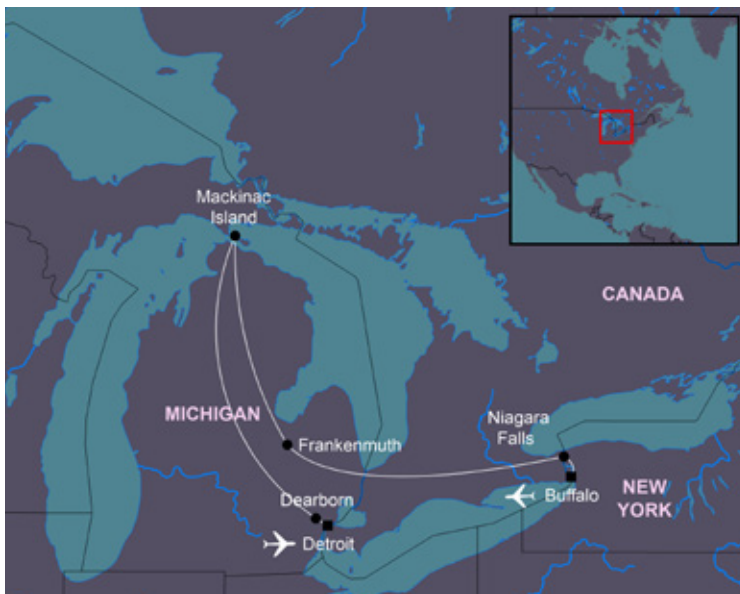 Mackinac
Island
CANADA
MICHIGAN
Niagara
Falls
Frankenmuth
Dearborn
Buffalo
NEW
YORK
Detroit